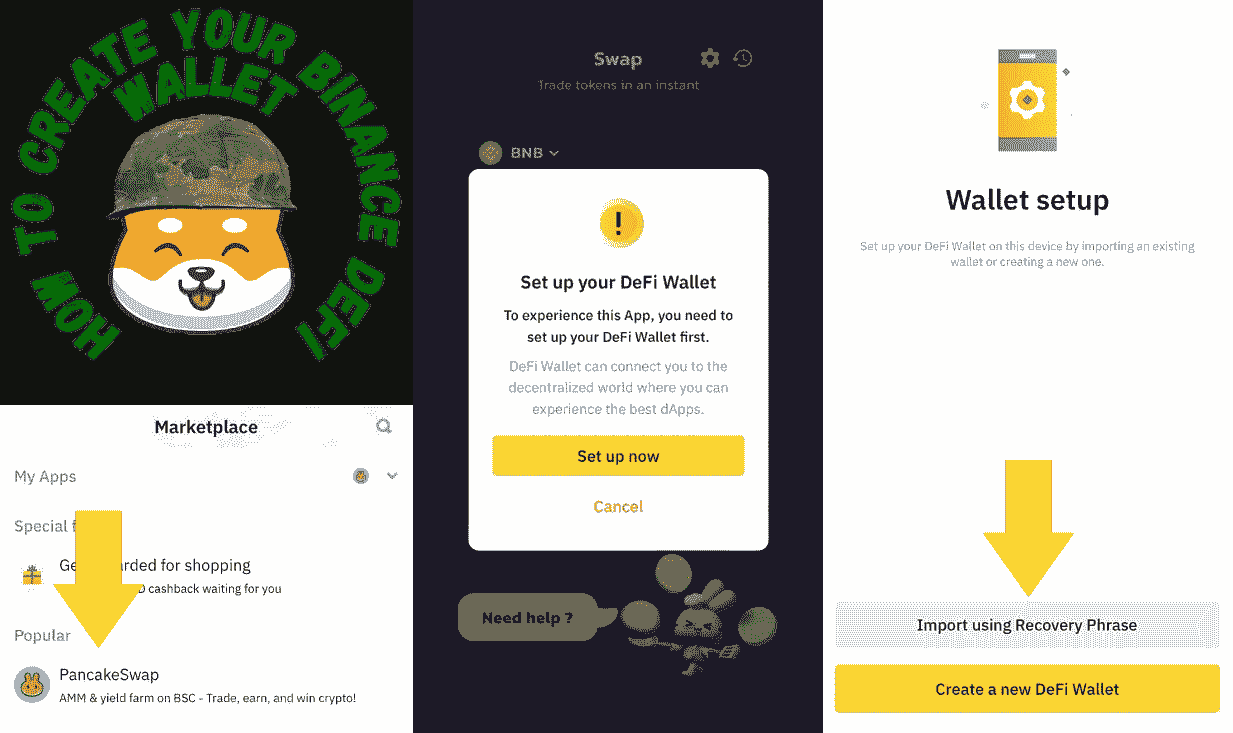 HOW TO CREATE YOUR BINANCE DEFI
WALLET
Marketplace
My Apps
Special
for shopping
cashback waiting for you
Popular
PancakeSwap
AMM & yield farm on BSC - Trade, earn, and win crypto!
Swap
Trade tokens in an instant
BNB
!
Set up your DeFi Wallet
To experience this App, you need to
set up your DeFi Wallet first.
DeFi Wallet can connect you to the
decentralized world where you can
experience the best dApps.
Set up now
Cancel
Need help ?
Wallet setup
Set up your DeFi Wallet on this device by importing an existing
wallet or creating a new one.
Import using Recovery Phrase
Create a new DeFi Wallet